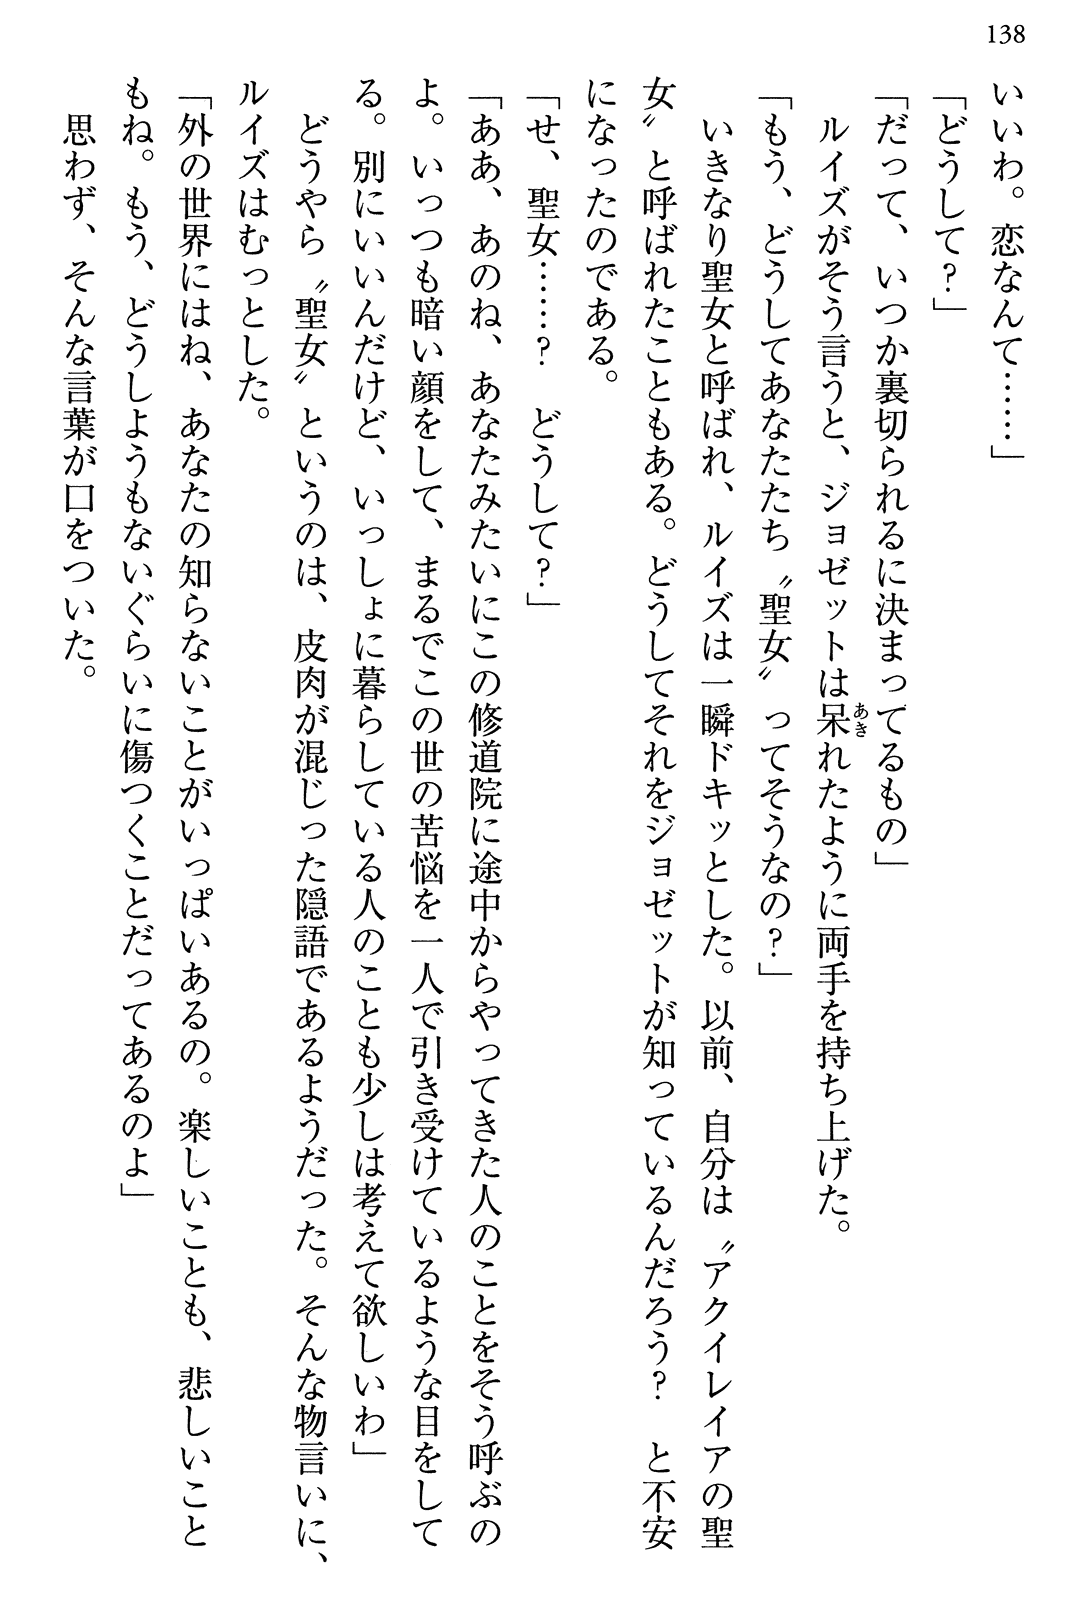 138
いいわ。恋なんて……」
「どうして？」
「だって、いつか裏切られるに決まってるもの」
ルイズがそう言うと、ジョゼットは呆れたように両手を持ち上げた。
あき
「もう、どうしてあなたたち〝聖女〟ってそうなの？」
いきなり聖女と呼ばれ、ルイズは一瞬ドキッとした。以前、自分は〝アクイレイアの聖
女〟と呼ばれたこともある。どうしてそれをジョゼットが知っているんだろう？　と不安
になったのである。
「せ、聖女……？　どうして？」
「ああ、あのね、あなたみたいにこの修道院に途中からやってきた人のことをそう呼ぶの
よ。いっつも暗い顔をして、まるでこの世の苦悩を一人で引き受けているような目をして
る。別にいいんだけど、いっしょに暮らしている人のことも少しは考えて欲しいわ」
どうやら〝聖女〟というのは、皮肉が混じった隠語であるようだった。そんな物言いに、
ルイズはむっとした。
「外の世界にはね、あなたの知らないことがいっぱいあるの。楽しいことも、悲しいこと
もね。もう、どうしようもないぐらいに傷つくことだってあるのよ」
思わず、そんな言葉が口をついた。